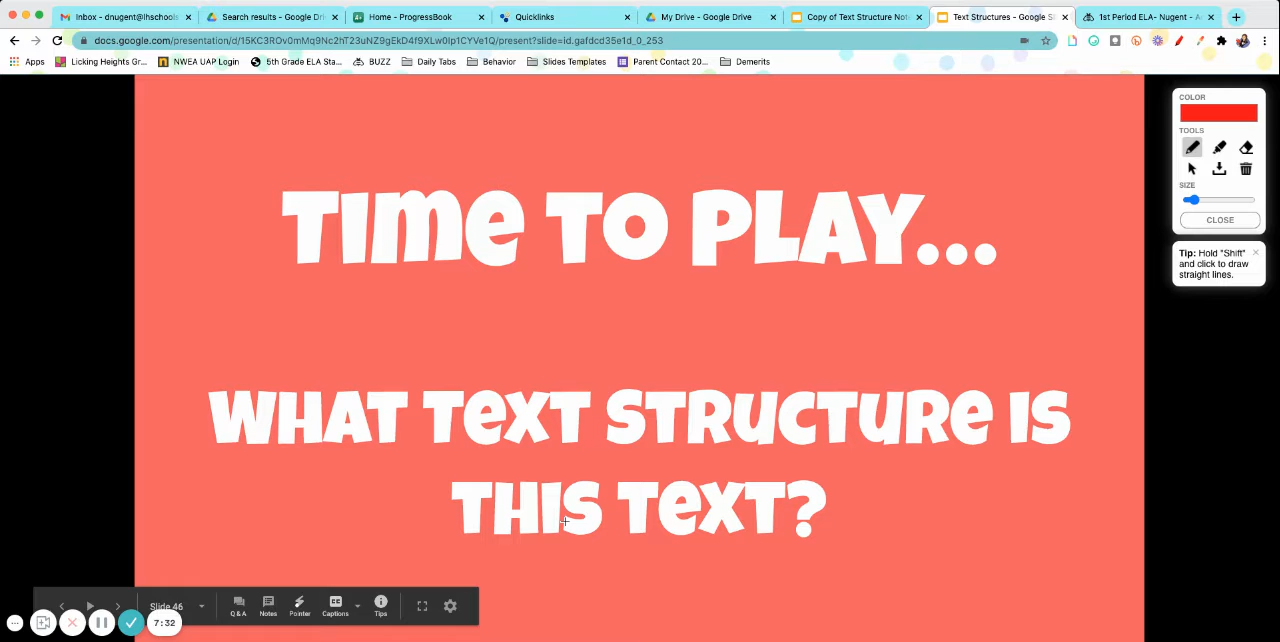 Inbox - dnugent@lhschools
Search results - Google Dri
Home - ProgressBook
Quicklinks
My Drive - Google Drive
Copy of Text Structure Not
Text Structures - Google Sl
1st Period ELA- Nugent - A
docs.google.com/presentation/d/15KC3ROv0mMq9Nc2hT23uNZ9gEkD4f9XLw0Ip1CYVe1Q/present?slide=id.gafdcd35e1d_0_253
Apps
Licking Heights Gr...
NWEA UAP Login
6th Grade ELA Sta...
BUZZ
Daily Tabs
Behavior
Slides Templates
Parent Contact 20...
Demerits
COLOR
TOOLS
SIZE
CLOSE
Tip: Hold "Shift"
and click to draw
straight lines.
Time to Play...
What text structure is
this text?
Slide 46
Q&A
Notes
Pointer
Captions
Tips
7:32